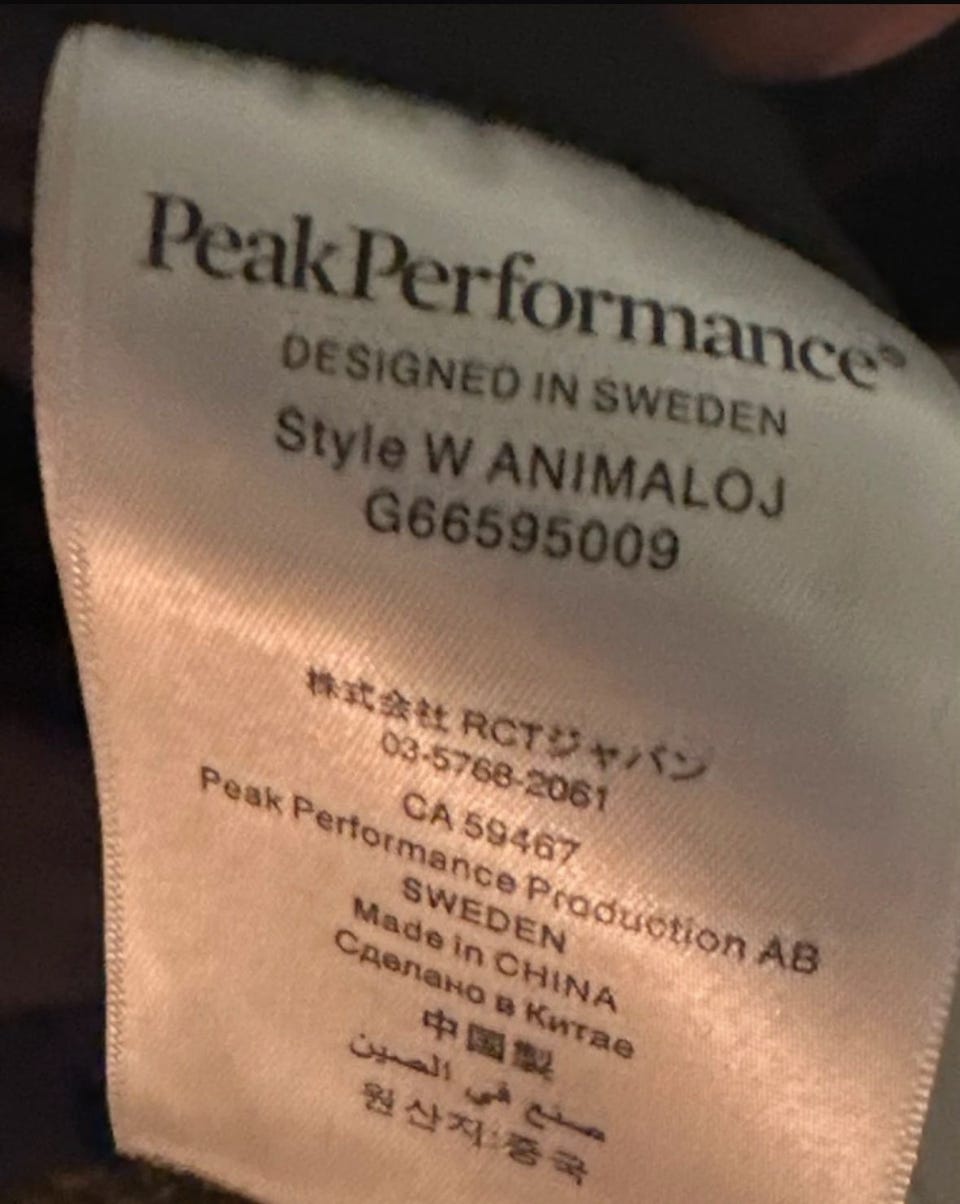 PeakPerformance®
DESIGNED IN SWEDEN
Style W ANIMALOJ
G66595009
株式会社 RCTジャパン
03-5768-2061
CA 59467
Peak Performance Production AB
SWEDEN
Made in CHINA
Сделано в Китае
中国製
صنع في الصين
원산지:중국